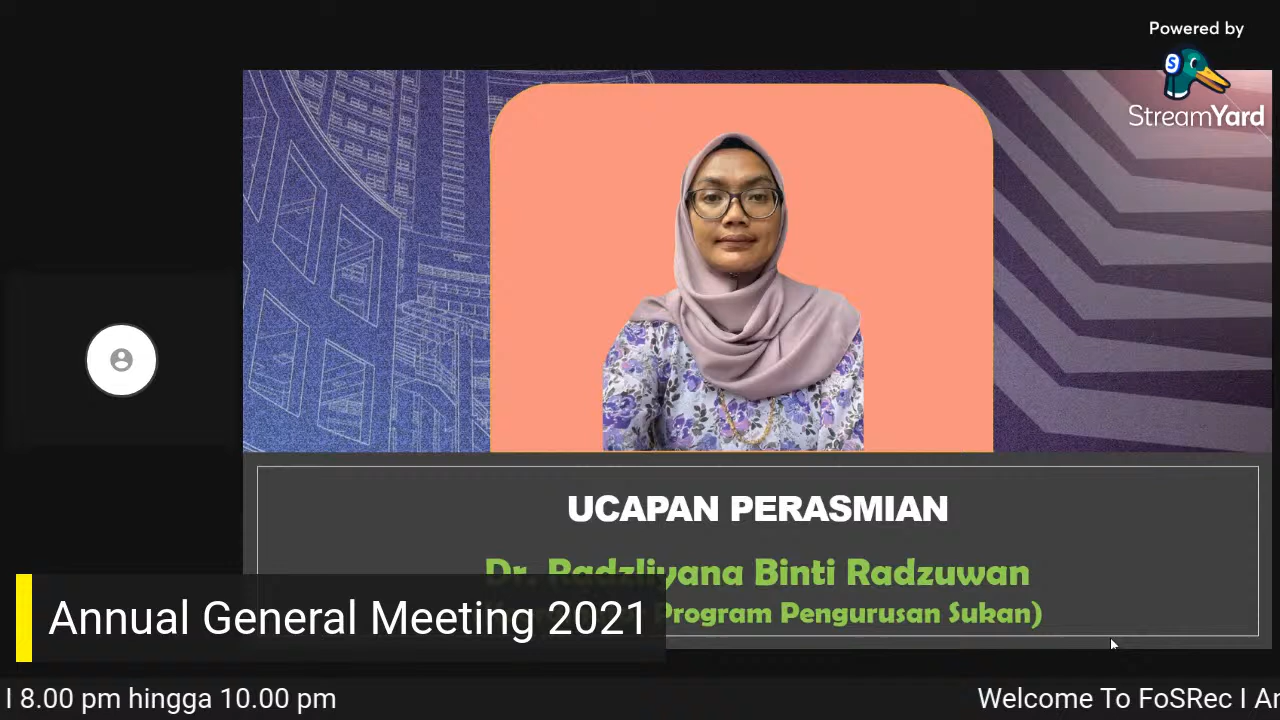 Powered by
StreamYard
UCAPAN PERASMIAN
Dr. Radzliyana Binti Radzuwan
Program Pengurusan Sukan)
Annual General Meeting 2021
l 8.00 pm hingga 10.00 pm
Welcome To FoSRec I